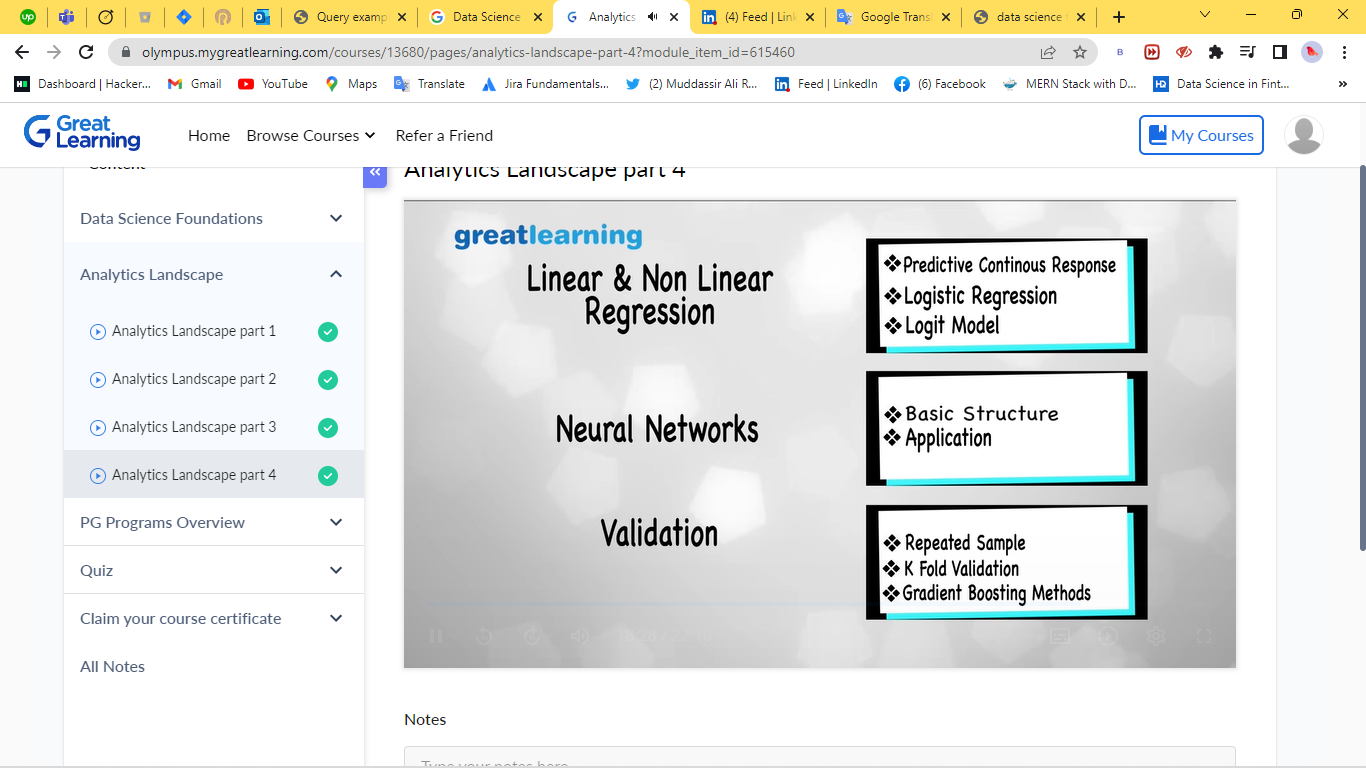 Query examp
Data Science
Analytics
(4) Feed | Link
Google Trans
data science
olympus.mygreatlearning.com/courses/13680/pages/analytics-landscape-part-4?module_item_id=615460
Dashboard | Hacker...
Gmail
YouTube
Maps
Translate
Jira Fundamentals...
(2) Muddassir Ali R...
Feed | LinkedIn
(6) Facebook
MERN Stack with D...
Data Science in Fint...
Great
Learning
Home
Browse Courses
Refer a Friend
My Courses
Content
Analytics Landscape part 4
Data Science Foundations
Analytics Landscape
Analytics Landscape part 1
Analytics Landscape part 2
Analytics Landscape part 3
Analytics Landscape part 4
PG Programs Overview
Quiz
Claim your course certificate
All Notes
greatlearning
Linear & Non Linear
Regression
❖Predictive Continous Response
❖Logistic Regression
❖Logit Model
Neural Networks
❖Basic Structure
❖Application
Validation
❖Repeated Sample
❖K Fold Validation
❖Gradient Boosting Methods
Notes
Type your notes here